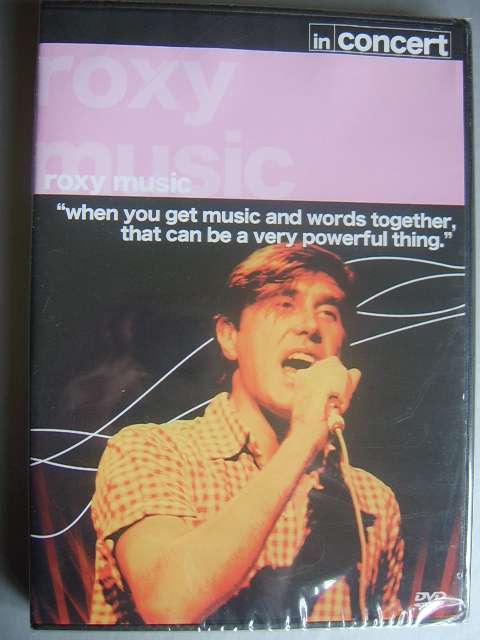 in concert
roxy
music
roxy music
“when you get music and words together,
that can be a very powerful thing.”
DVD